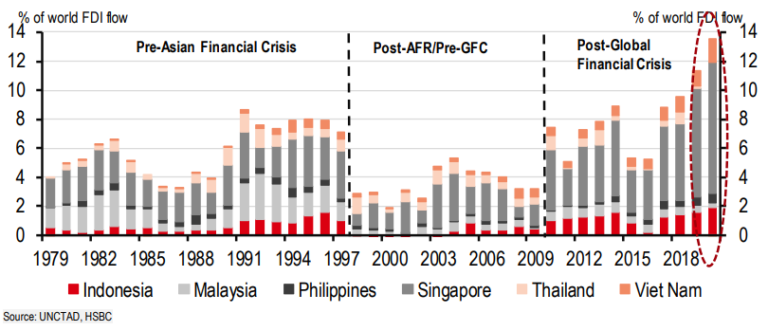 % of world FDI flow
% of world FDI flow
14
12
10
8
6
4
2
0
Pre-Asian Financial Crisis
Post-AFR/Pre-GFC
Post-Global
Financial Crisis
14
12
10
8
6
4
2
0
1979 1982 1985 1988 1991 1994 1997 2000 2003 2006 2009 2012 2015 2018
Indonesia Malaysia Philippines Singapore Thailand Viet Nam
Source: UNCTAD, HSBC